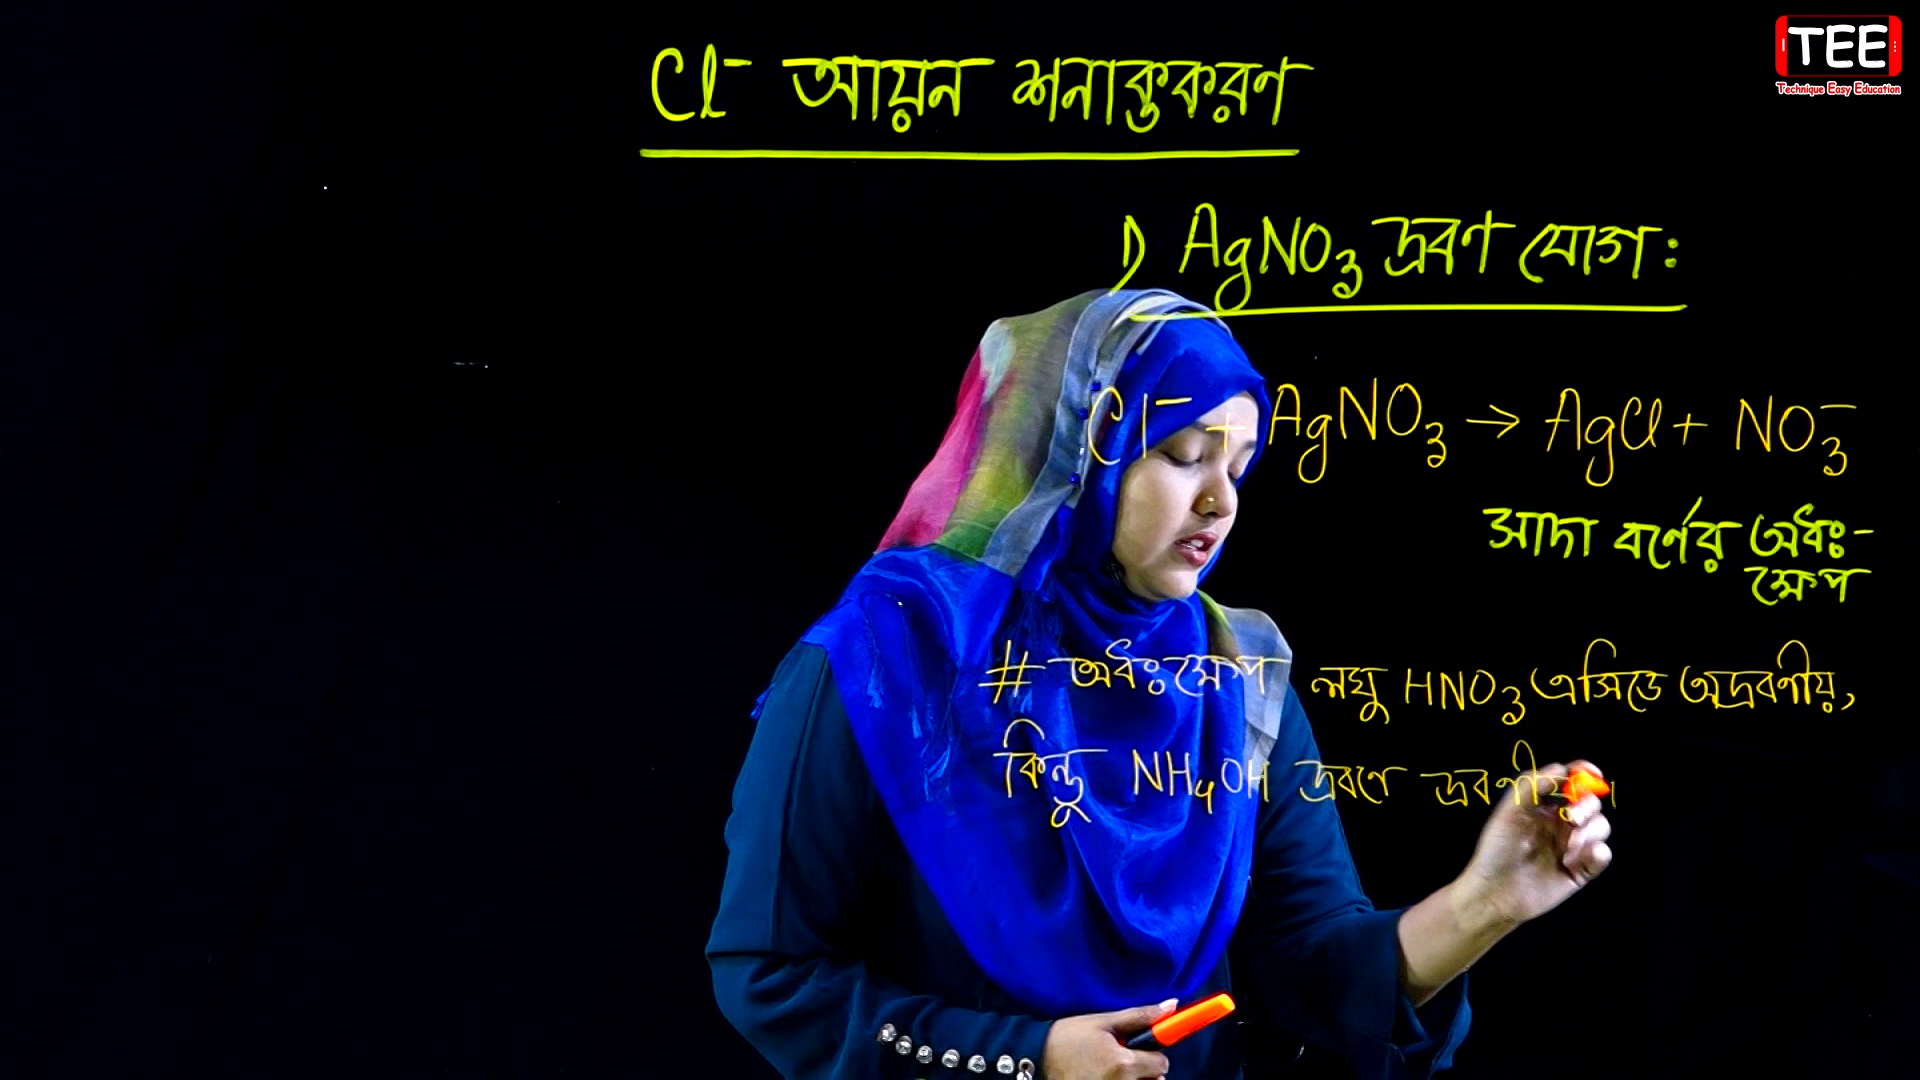 TEE
Technique Easy Education
Cl⁻ আয়ন শনাক্তকরণ
১) AgNO₃ দ্রবণ যোগ :
Cl⁻ + AgNO₃ → AgCl + NO₃⁻
সাদা বর্ণের অধঃ-
ক্ষেপ
# অধঃক্ষেপ লঘু HNO₃ এসিডে অদ্রবণীয়,
কিন্তু NH₄OH দ্রবণে দ্রবণীয় ।